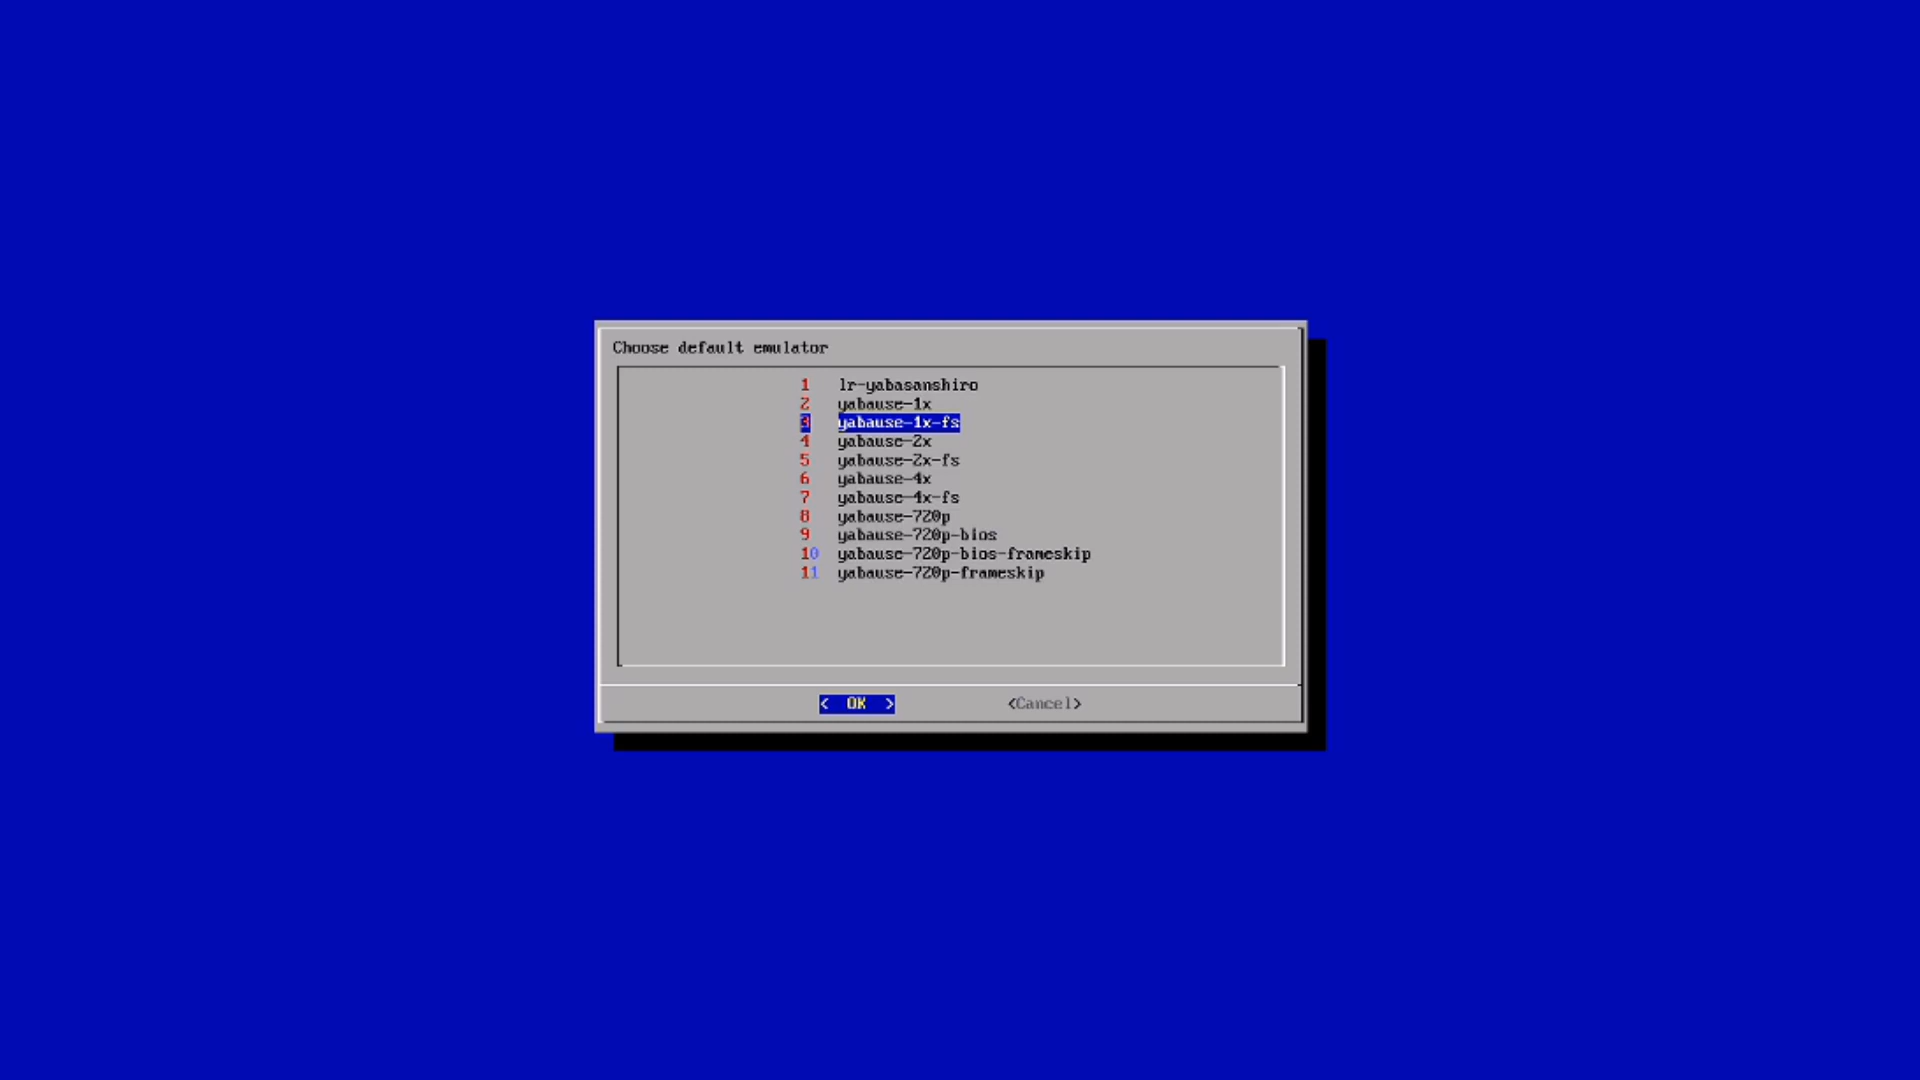 Choose default emulator
1 lr-yabasanshiro
2 yabause-1x
3 yabause-1x-fs
4 yabause-2x
5 yabause-2x-fs
6 yabause-4x
7 yabause-4x-fs
8 yabause-720p
9 yabause-720p-bios
10 yabause-720p-bios-frameskip
11 yabause-720p-frameskip
< OK > <Cancel>